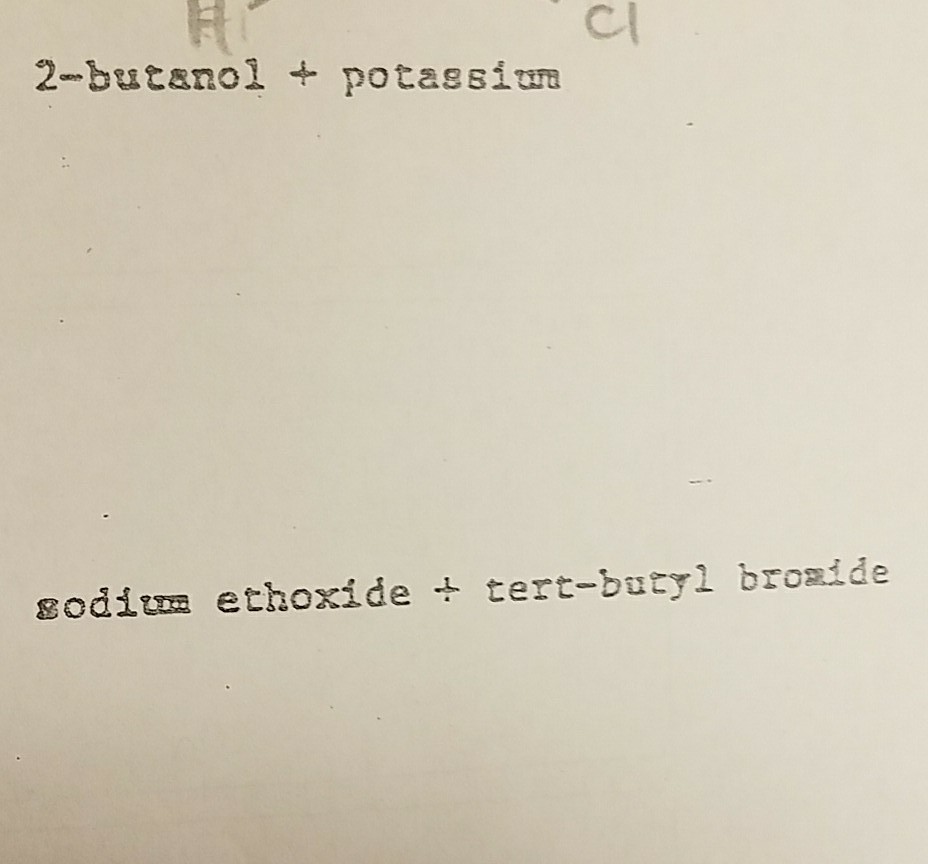 H Cl
2-butanol + potassium
sodium ethoxide + tert-butyl bromide